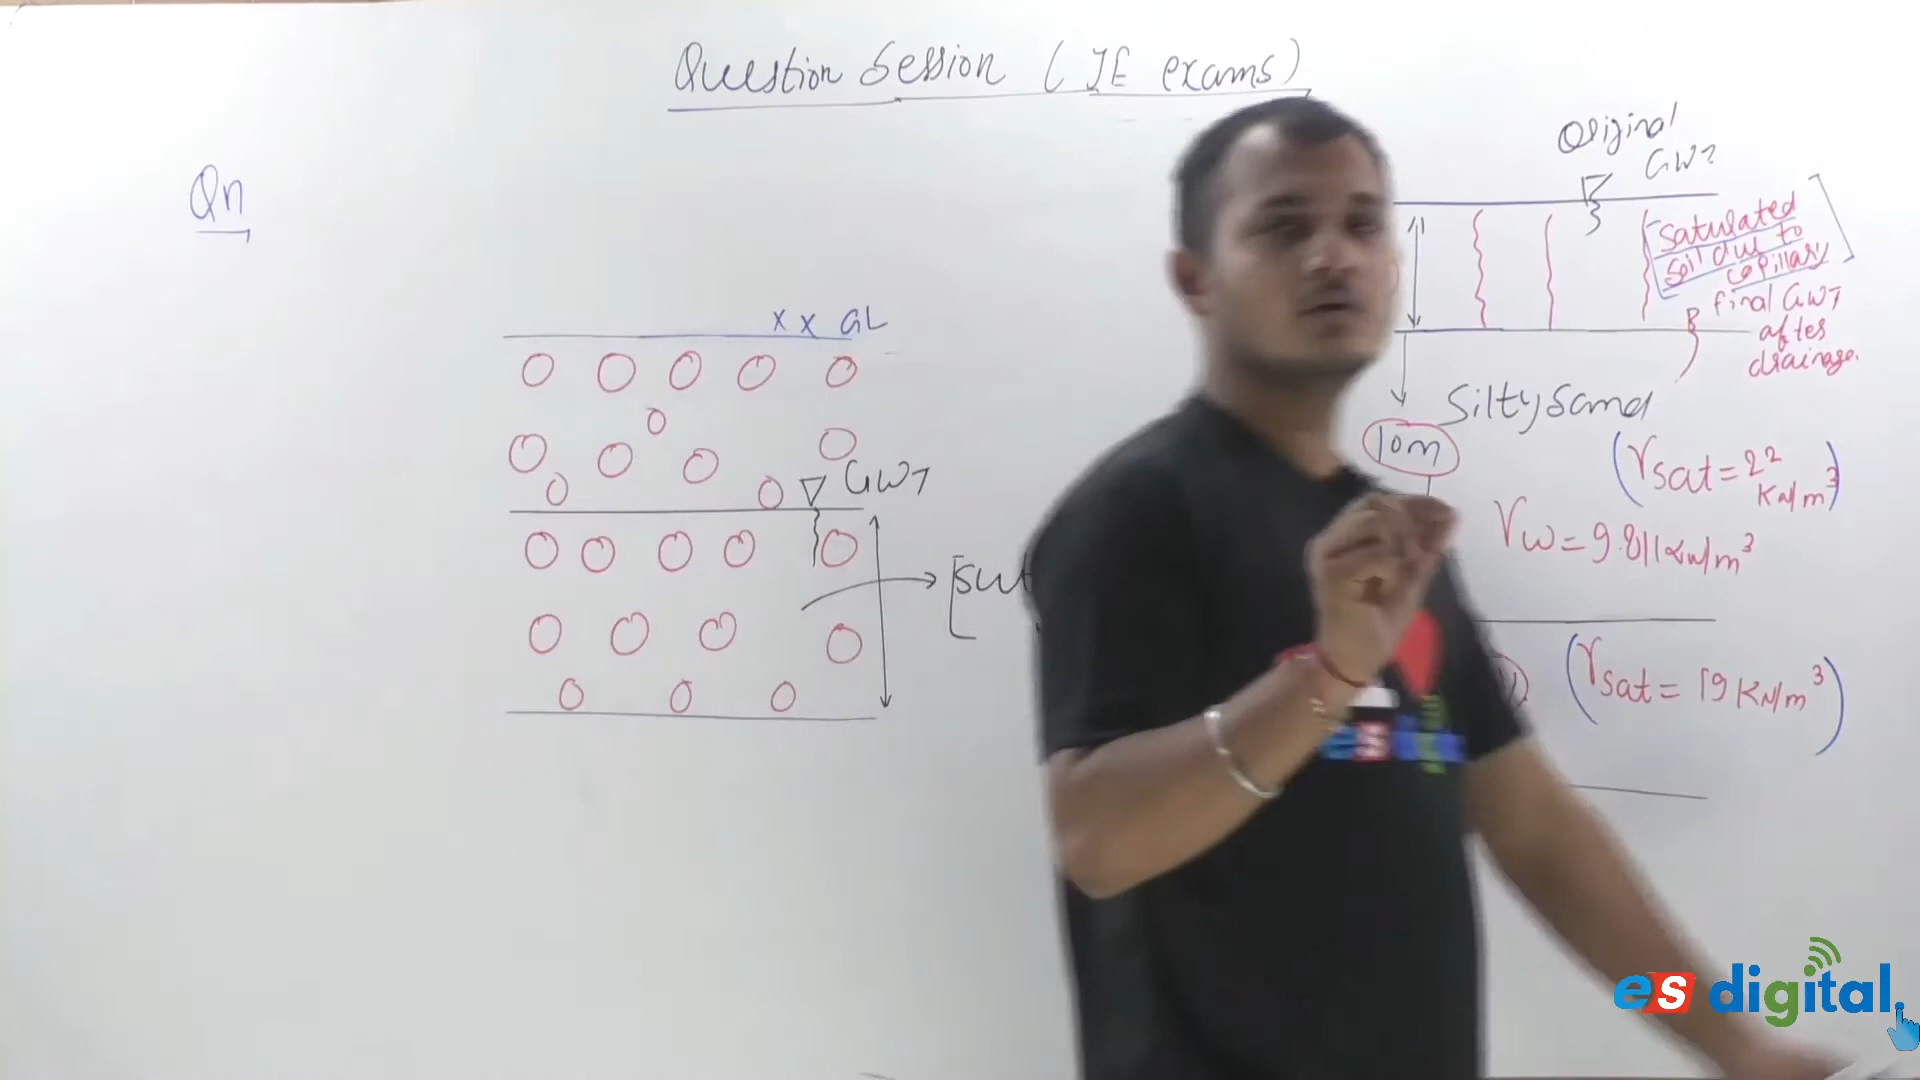 Question Session (JE exams)
Qn
x x GL
GWT
Original
GWT
Saturated
soil due to
capillary
final GWT
after
drainage.
Silty Sand
10m
(γsat = 22
kN/m³)
γw = 9.81 kN/m³
(γsat = 19 kN/m³)
es digital.